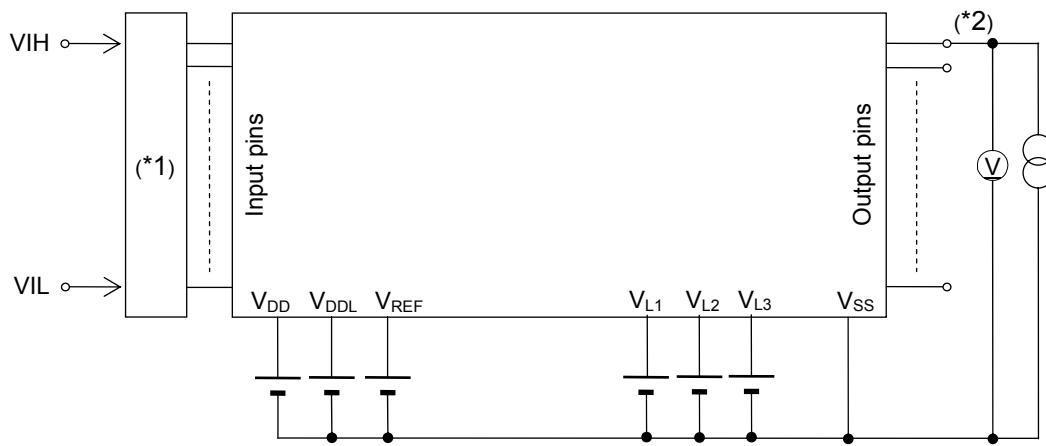 (*2)
VIH
(*1)
Input pins
Output pins
V
VIL
VDD
VDDL
VREF
VL1
VL2
VL3
VSS